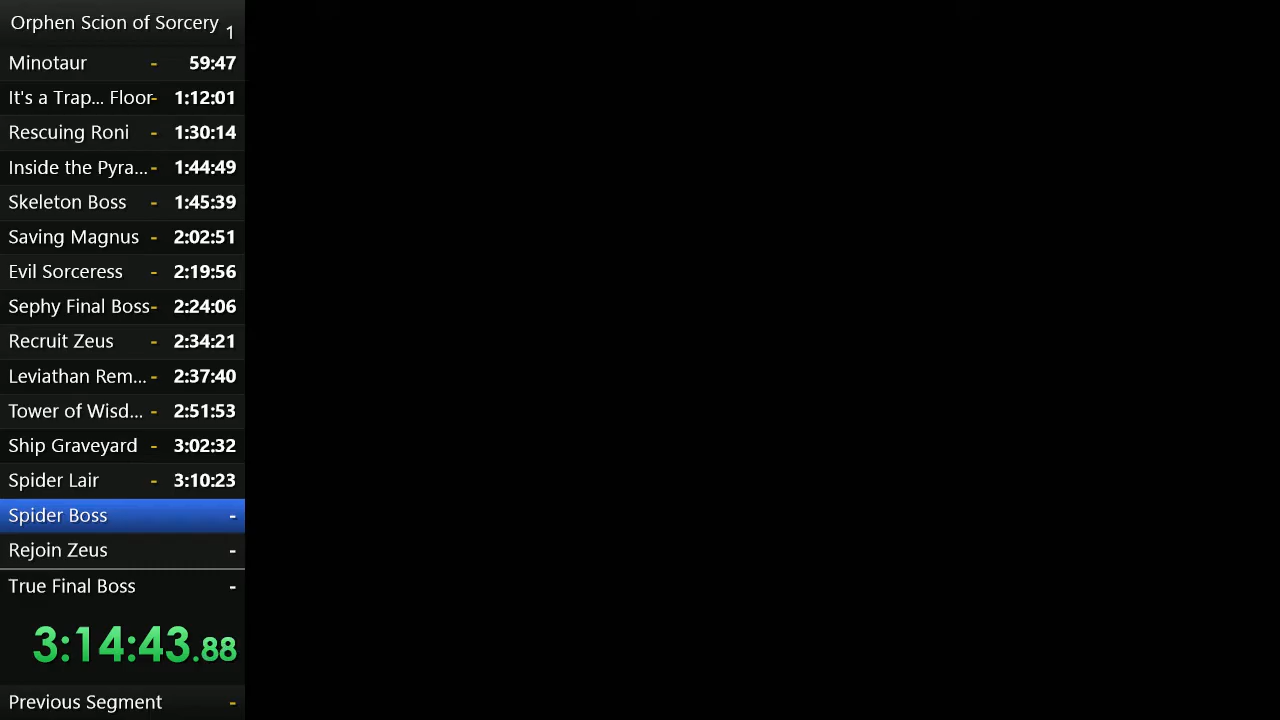 Orphen Scion of Sorcery 1
Minotaur - 59:47
It's a Trap... Floor- 1:12:01
Rescuing Roni - 1:30:14
Inside the Pyra... - 1:44:49
Skeleton Boss - 1:45:39
Saving Magnus - 2:02:51
Evil Sorceress - 2:19:56
Sephy Final Boss- 2:24:06
Recruit Zeus - 2:34:21
Leviathan Rem... - 2:37:40
Tower of Wisd... - 2:51:53
Ship Graveyard - 3:02:32
Spider Lair - 3:10:23
Spider Boss -
Rejoin Zeus -
True Final Boss -
3:14:43.88
Previous Segment -